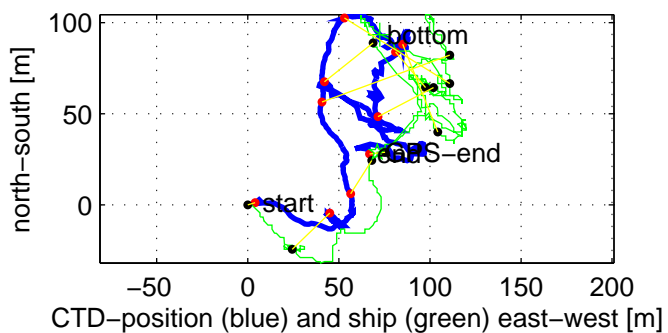 100
50
0
north−south [m]
bottom
end
GPS−end
start
−50
0
50
100
150
200
CTD−position (blue) and ship (green) east−west [m]